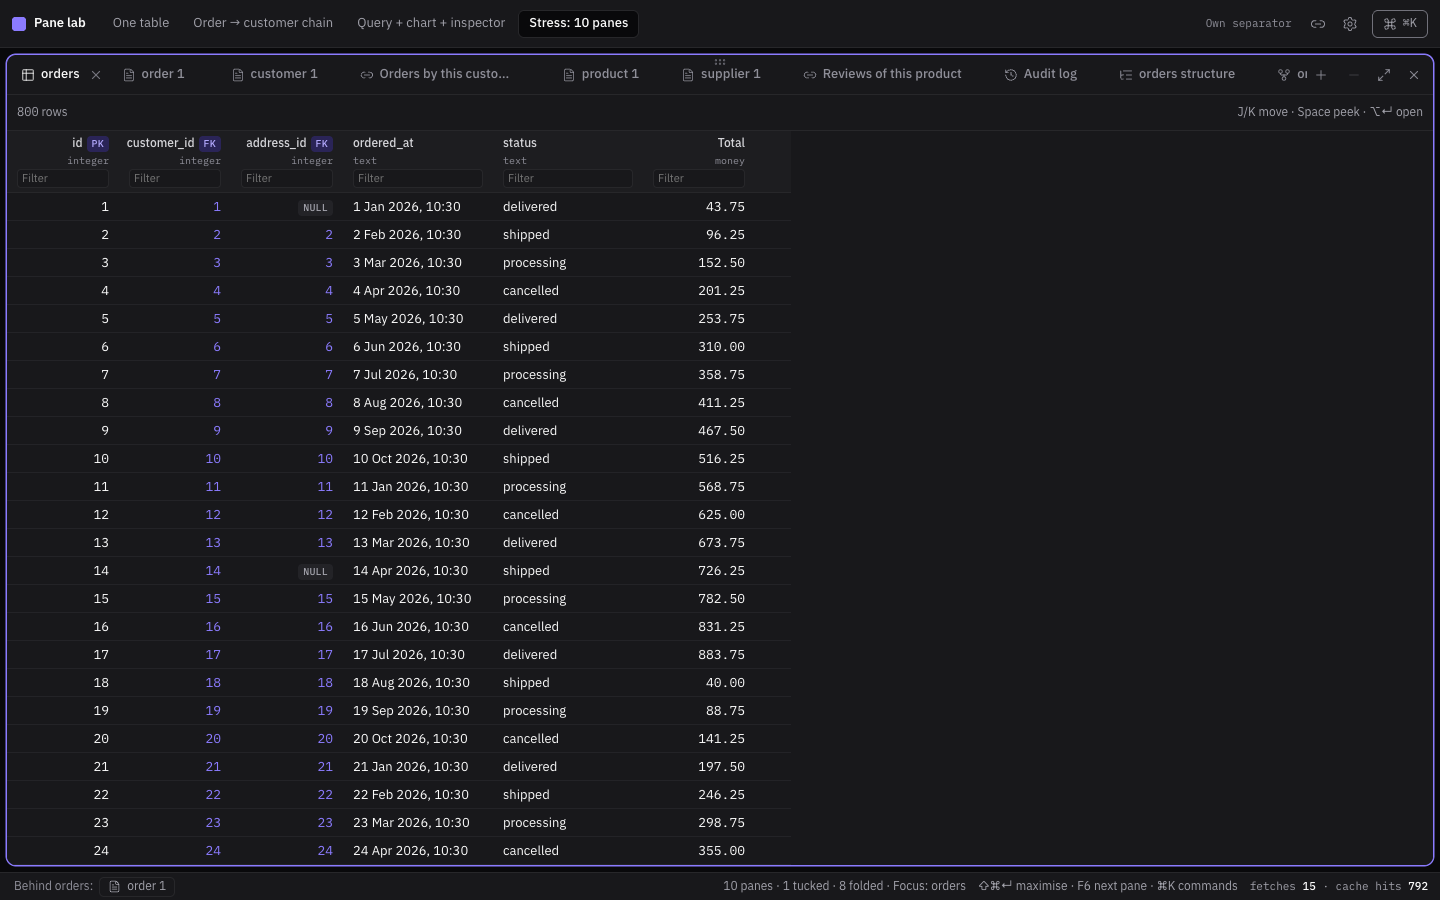 Pane lab One table Order → customer chain Query + chart + inspector Stress: 10 panes Own separator ⌘ ⌘K
orders order 1 customer 1 Orders by this custo... product 1 supplier 1 Reviews of this product Audit log orders structure
800 rows J/K move · Space peek · ⌥↵ open
id PK customer_id FK address_id FK ordered_at status Total
integer integer integer text text money
Filter Filter Filter Filter Filter Filter
1 1 NULL 1 Jan 2026, 10:30 delivered 43.75
2 2 2 2 Feb 2026, 10:30 shipped 96.25
3 3 3 3 Mar 2026, 10:30 processing 152.50
4 4 4 4 Apr 2026, 10:30 cancelled 201.25
5 5 5 5 May 2026, 10:30 delivered 253.75
6 6 6 6 Jun 2026, 10:30 shipped 310.00
7 7 7 7 Jul 2026, 10:30 processing 358.75
8 8 8 8 Aug 2026, 10:30 cancelled 411.25
9 9 9 9 Sep 2026, 10:30 delivered 467.50
10 10 10 10 Oct 2026, 10:30 shipped 516.25
11 11 11 11 Jan 2026, 10:30 processing 568.75
12 12 12 12 Feb 2026, 10:30 cancelled 625.00
13 13 13 13 Mar 2026, 10:30 delivered 673.75
14 14 NULL 14 Apr 2026, 10:30 shipped 726.25
15 15 15 15 May 2026, 10:30 processing 782.50
16 16 16 16 Jun 2026, 10:30 cancelled 831.25
17 17 17 17 Jul 2026, 10:30 delivered 883.75
18 18 18 18 Aug 2026, 10:30 shipped 40.00
19 19 19 19 Sep 2026, 10:30 processing 88.75
20 20 20 20 Oct 2026, 10:30 cancelled 141.25
21 21 21 21 Jan 2026, 10:30 delivered 197.50
22 22 22 22 Feb 2026, 10:30 shipped 246.25
23 23 23 23 Mar 2026, 10:30 processing 298.75
24 24 24 24 Apr 2026, 10:30 cancelled 355.00
Behind orders: order 1 10 panes · 1 tucked · 8 folded · Focus: orders ⇧⌘↵ maximise · F6 next pane · ⌘K commands fetches 15 · cache hits 792